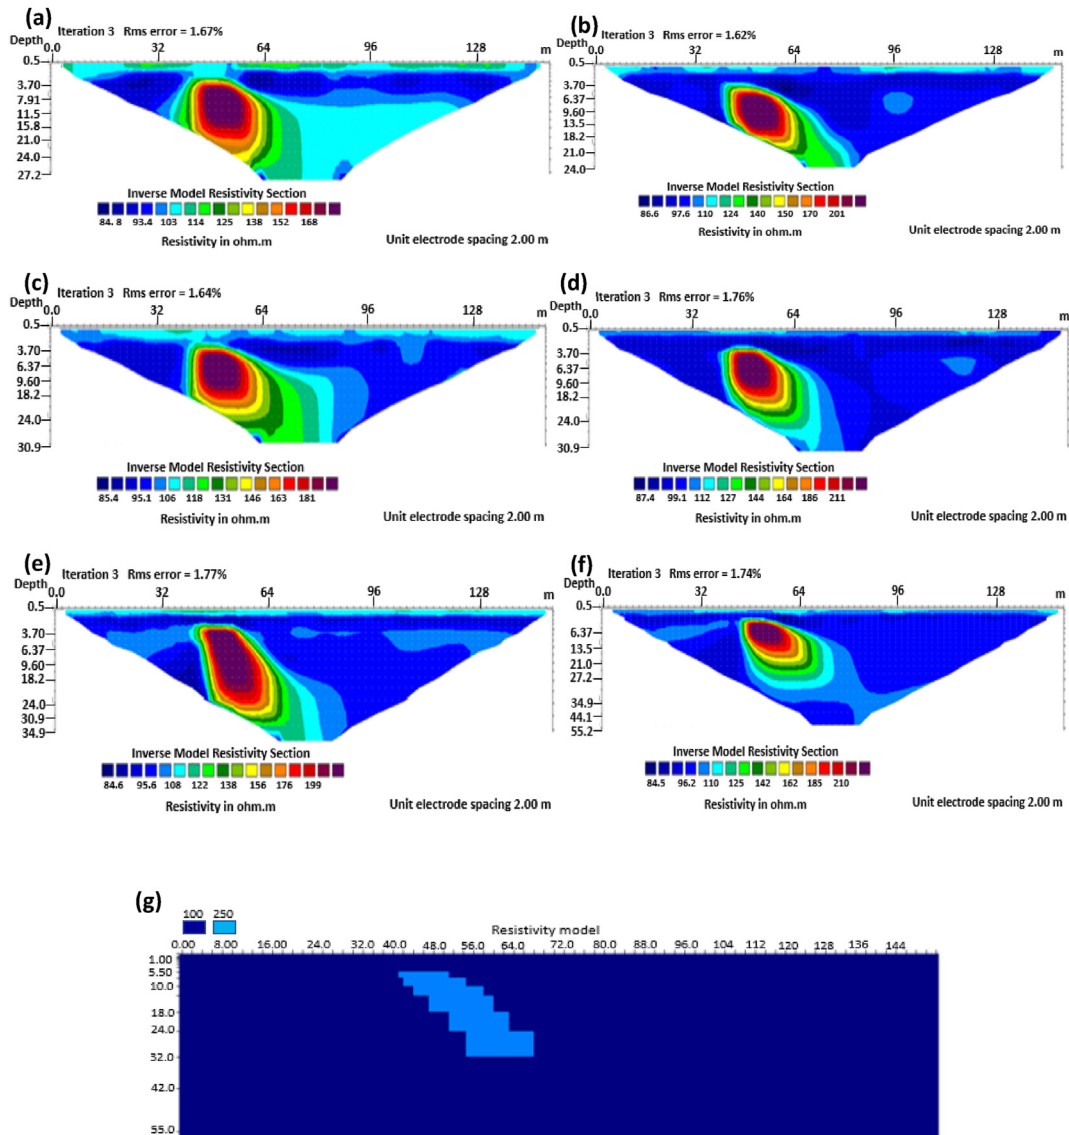 (a)
Iteration 3 Rms error = 1.67%
Depth 0.0 32 64 96 128 m
0.5
3.70
7.91
11.5
15.8
21.0
24.0
27.2
Inverse Model Resistivity Section
84.8 93.4 103 114 125 138 152 168
Resistivity in ohm.m
Unit electrode spacing 2.00 m
(b)
Iteration 3 Rms error = 1.62%
Depth 0.0 32 64 96 128 m
0.5
3.70
6.37
9.60
13.5
18.2
21.0
24.0
Inverse Model Resistivity Section
86.6 97.6 110 124 140 150 170 201
Resistivity in ohm.m
Unit electrode spacing 2.00 m
(c)
Iteration 3 Rms error = 1.64%
Depth 0.0 32 64 96 128 m
0.5
3.70
6.37
9.60
18.2
24.0
30.9
Inverse Model Resistivity Section
85.4 95.1 106 118 131 146 163 181
Resistivity in ohm.m
Unit electrode spacing 2.00 m
(d)
Iteration 3 Rms error = 1.76%
Depth 0.0 32 64 96 128 m
0.5
3.70
6.37
9.60
18.2
24.0
30.9
Inverse Model Resistivity Section
87.4 99.1 112 127 144 164 186 211
Resistivity in ohm.m
Unit electrode spacing 2.00 m
(e)
Iteration 3 Rms error = 1.77%
Depth 0.0 32 64 96 128 m
0.5
3.70
6.37
9.60
18.2
24.0
30.9
34.9
Inverse Model Resistivity Section
84.6 95.6 108 122 138 156 176 199
Resistivity in ohm.m
Unit electrode spacing 2.00 m
(f)
Iteration 3 Rms error = 1.74%
Depth 0.0 32 64 96 128 m
0.5
6.37
13.5
21.0
27.2
34.9
44.1
55.2
Inverse Model Resistivity Section
84.5 96.2 110 125 142 162 185 210
Resistivity in ohm.m
Unit electrode spacing 2.00 m
(g)
100 250
Resistivity model
0.00 8.00 16.00 24.0 32.0 40.0 48.0 56.0 64.0 72.0 80.0 88.0 96.0 104.0 112 120 128 136 144
1.00
5.50
10.0
18.0
24.0
32.0
42.0
55.0